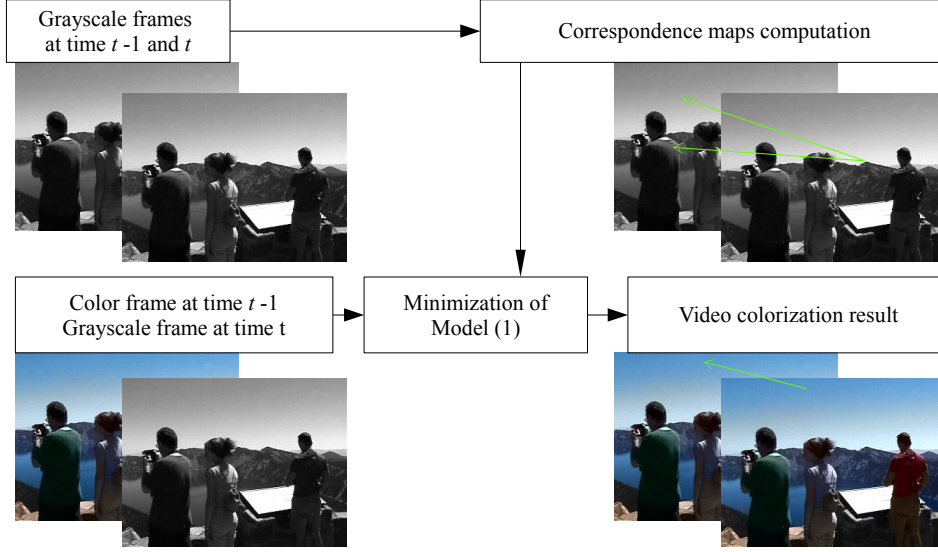 Grayscale frames
at time t -1 and t
Correspondence maps computation
Color frame at time t -1
Grayscale frame at time t
Minimization of
Model (1)
Video colorization result